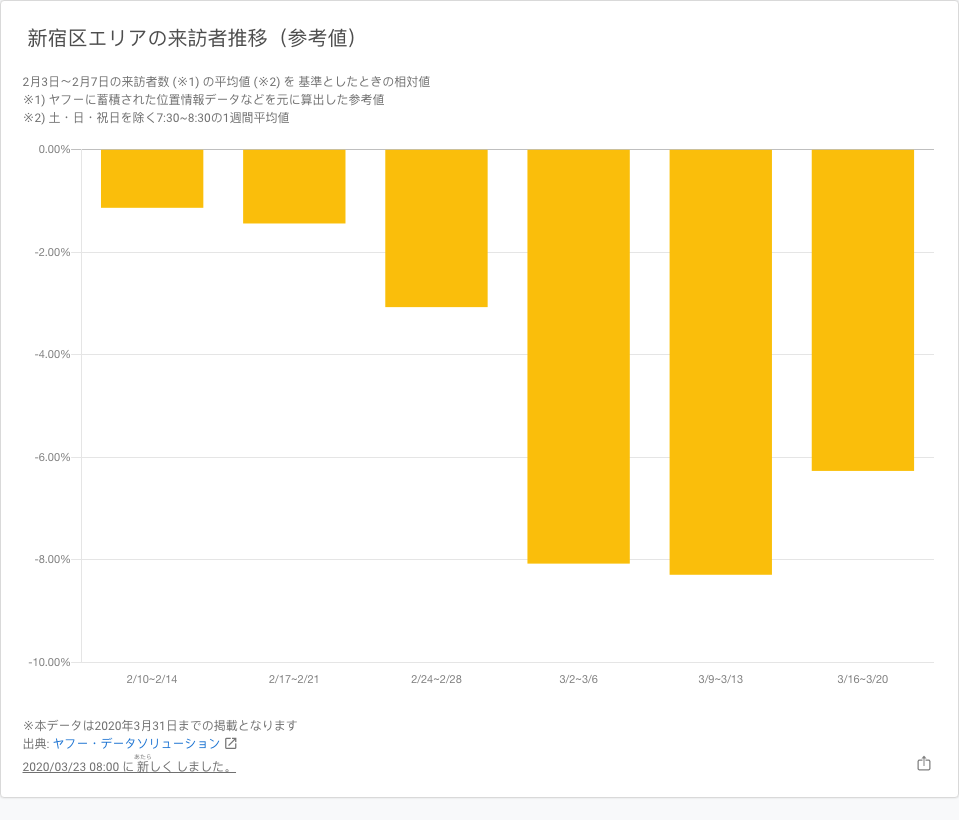 新宿区エリアの来訪者推移（参考値）
2月3日〜2月7日の来訪者数 (※1) の平均値 (※2) を 基準としたときの相対値
※1) ヤフーに蓄積された位置情報データなどを元に算出した参考値
※2) 土・日・祝日を除く7:30~8:30の1週間平均値
0.00%
-2.00%
-4.00%
-6.00%
-8.00%
-10.00%
2/10~2/14 2/17~2/21 2/24~2/28 3/2~3/6 3/9~3/13 3/16~3/20
※本データは2020年3月31日までの掲載となります
出典: ヤフー・データソリューション
あたら
2020/03/23 08:00 に 新しく しました。